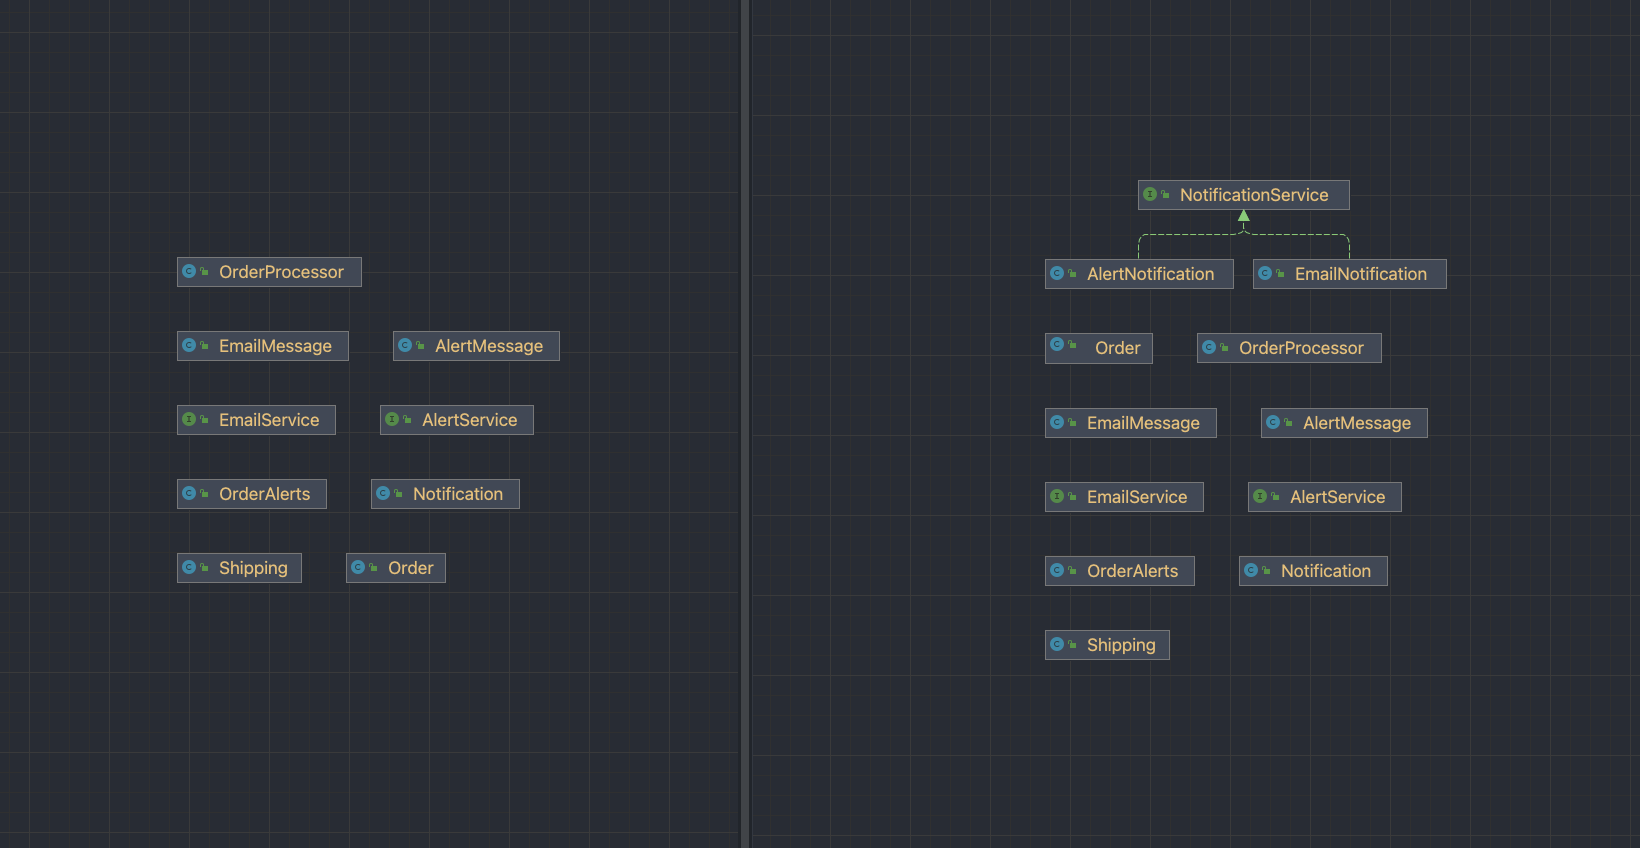 OrderProcessor
EmailMessage AlertMessage
EmailService AlertService
OrderAlerts Notification
Shipping Order
NotificationService
AlertNotification EmailNotification
Order OrderProcessor
EmailMessage AlertMessage
EmailService AlertService
OrderAlerts Notification
Shipping